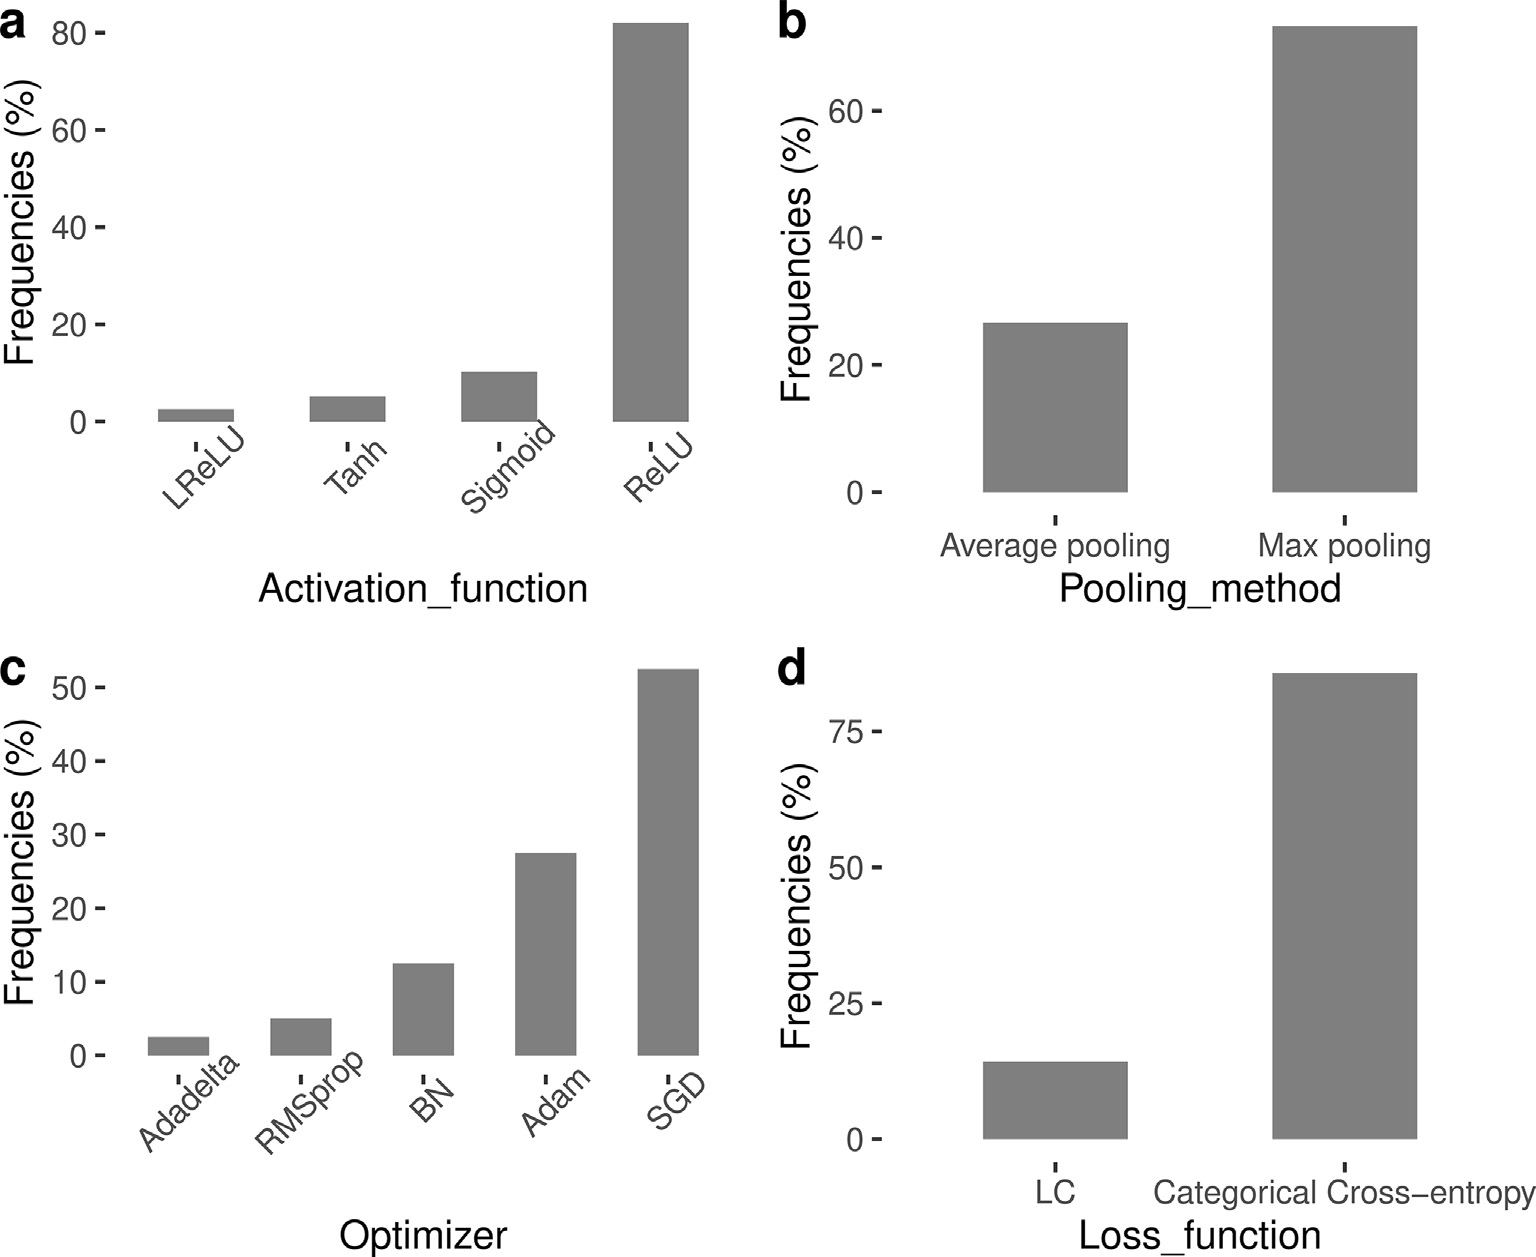 a
Frequencies (%)
80
60
40
20
0
LReLU
Tanh
Sigmoid
ReLU
Activation_function
b
Frequencies (%)
60
40
20
0
Average pooling
Max pooling
Pooling_method
c
Frequencies (%)
50
40
30
20
10
0
Adadelta
RMSprop
BN
Adam
SGD
Optimizer
d
Frequencies (%)
75
50
25
0
LC
Categorical Cross−entropy
Loss_function